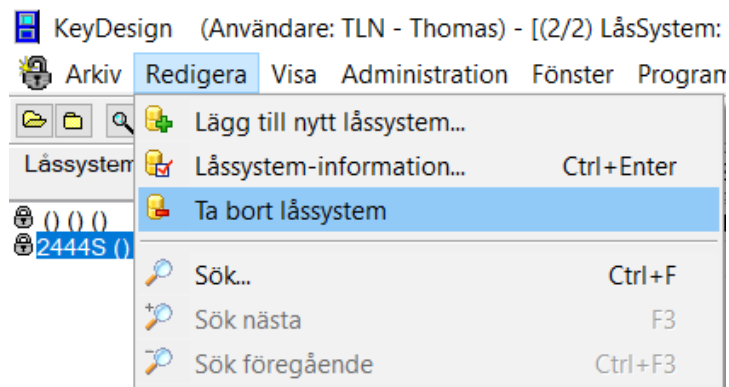 KeyDesign (Användare: TLN - Thomas) - [(2/2) LåsSystem:
Arkiv Redigera Visa Administration Fönster Program
Lägg till nytt låssystem...
Låssystem
Låssystem-information... Ctrl+Enter
Ta bort låssystem
() () ()
2444S ()
Sök... Ctrl+F
Sök nästa F3
Sök föregående Ctrl+F3